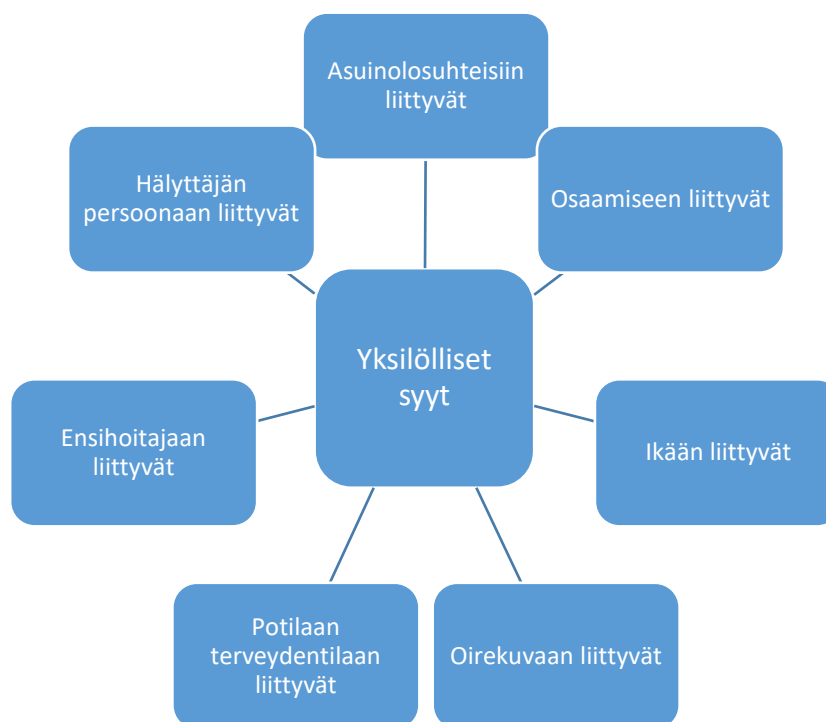 Asuinolosuhteisiin
liittyvät
Hälyttäjän
persoonaan liittyvät
Osaamiseen liittyvät
Yksilölliset
syyt
Ensihoitajaan
liittyvät
Ikään liittyvät
Potilaan
terveydentilaan
liittyvät
Oirekuvaan liittyvät